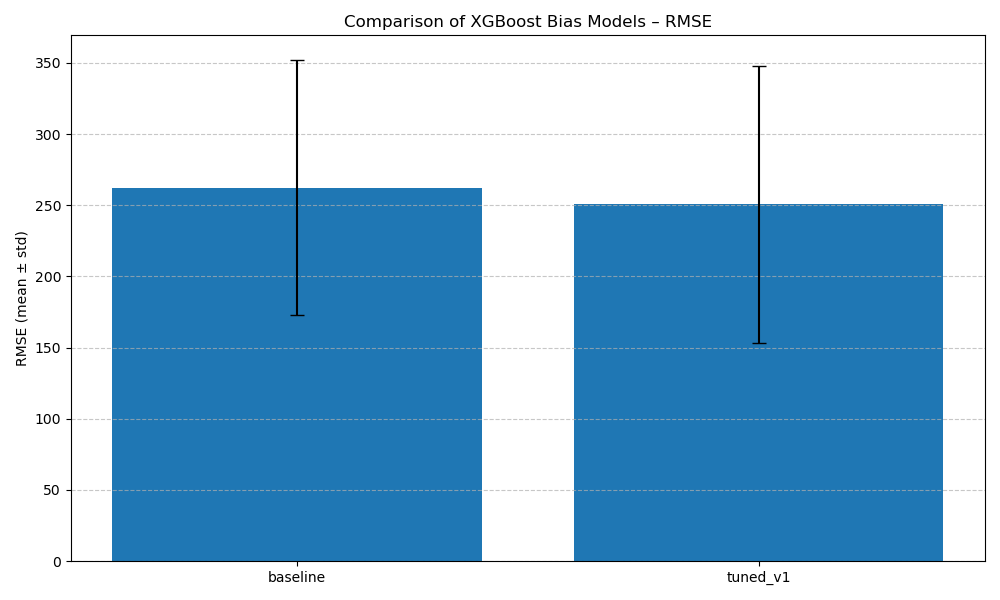 Comparison of XGBoost Bias Models – RMSE
RMSE (mean ± std)
350
300
250
200
150
100
50
0
baseline
tuned_v1